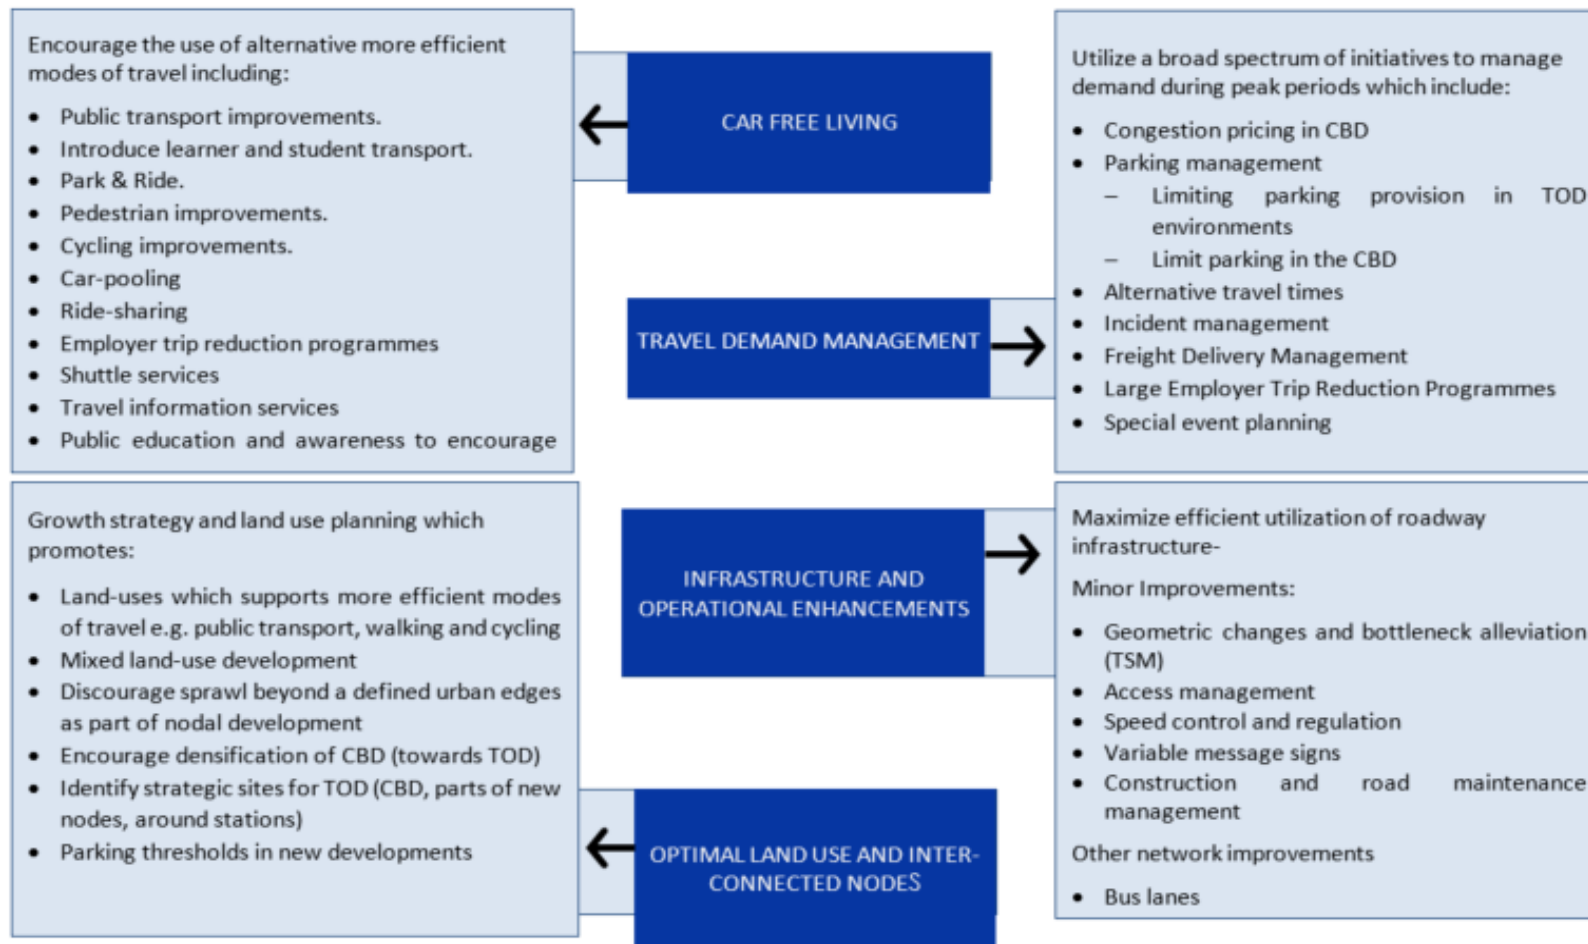 Encourage the use of alternative more efficient
modes of travel including:
• Public transport improvements.
• Introduce learner and student transport.
• Park & Ride.
• Pedestrian improvements.
• Cycling improvements.
• Car-pooling
• Ride-sharing
• Employer trip reduction programmes
• Shuttle services
• Travel information services
• Public education and awareness to encourage
CAR FREE LIVING
Utilize a broad spectrum of initiatives to manage
demand during peak periods which include:
• Congestion pricing in CBD
• Parking management
– Limiting parking provision in TOD
environments
– Limit parking in the CBD
• Alternative travel times
• Incident management
• Freight Delivery Management
• Large Employer Trip Reduction Programmes
• Special event planning
TRAVEL DEMAND MANAGEMENT
Growth strategy and land use planning which
promotes:
• Land-uses which supports more efficient modes
of travel e.g. public transport, walking and cycling
• Mixed land-use development
• Discourage sprawl beyond a defined urban edges
as part of nodal development
• Encourage densification of CBD (towards TOD)
• Identify strategic sites for TOD (CBD, parts of new
nodes, around stations)
• Parking thresholds in new developments
INFRASTRUCTURE AND
OPERATIONAL ENHANCEMENTS
Maximize efficient utilization of roadway
infrastructure-
Minor Improvements:
• Geometric changes and bottleneck alleviation
(TSM)
• Access management
• Speed control and regulation
• Variable message signs
• Construction and road maintenance
management
Other network improvements
• Bus lanes
OPTIMAL LAND USE AND INTER-
CONNECTED NODES